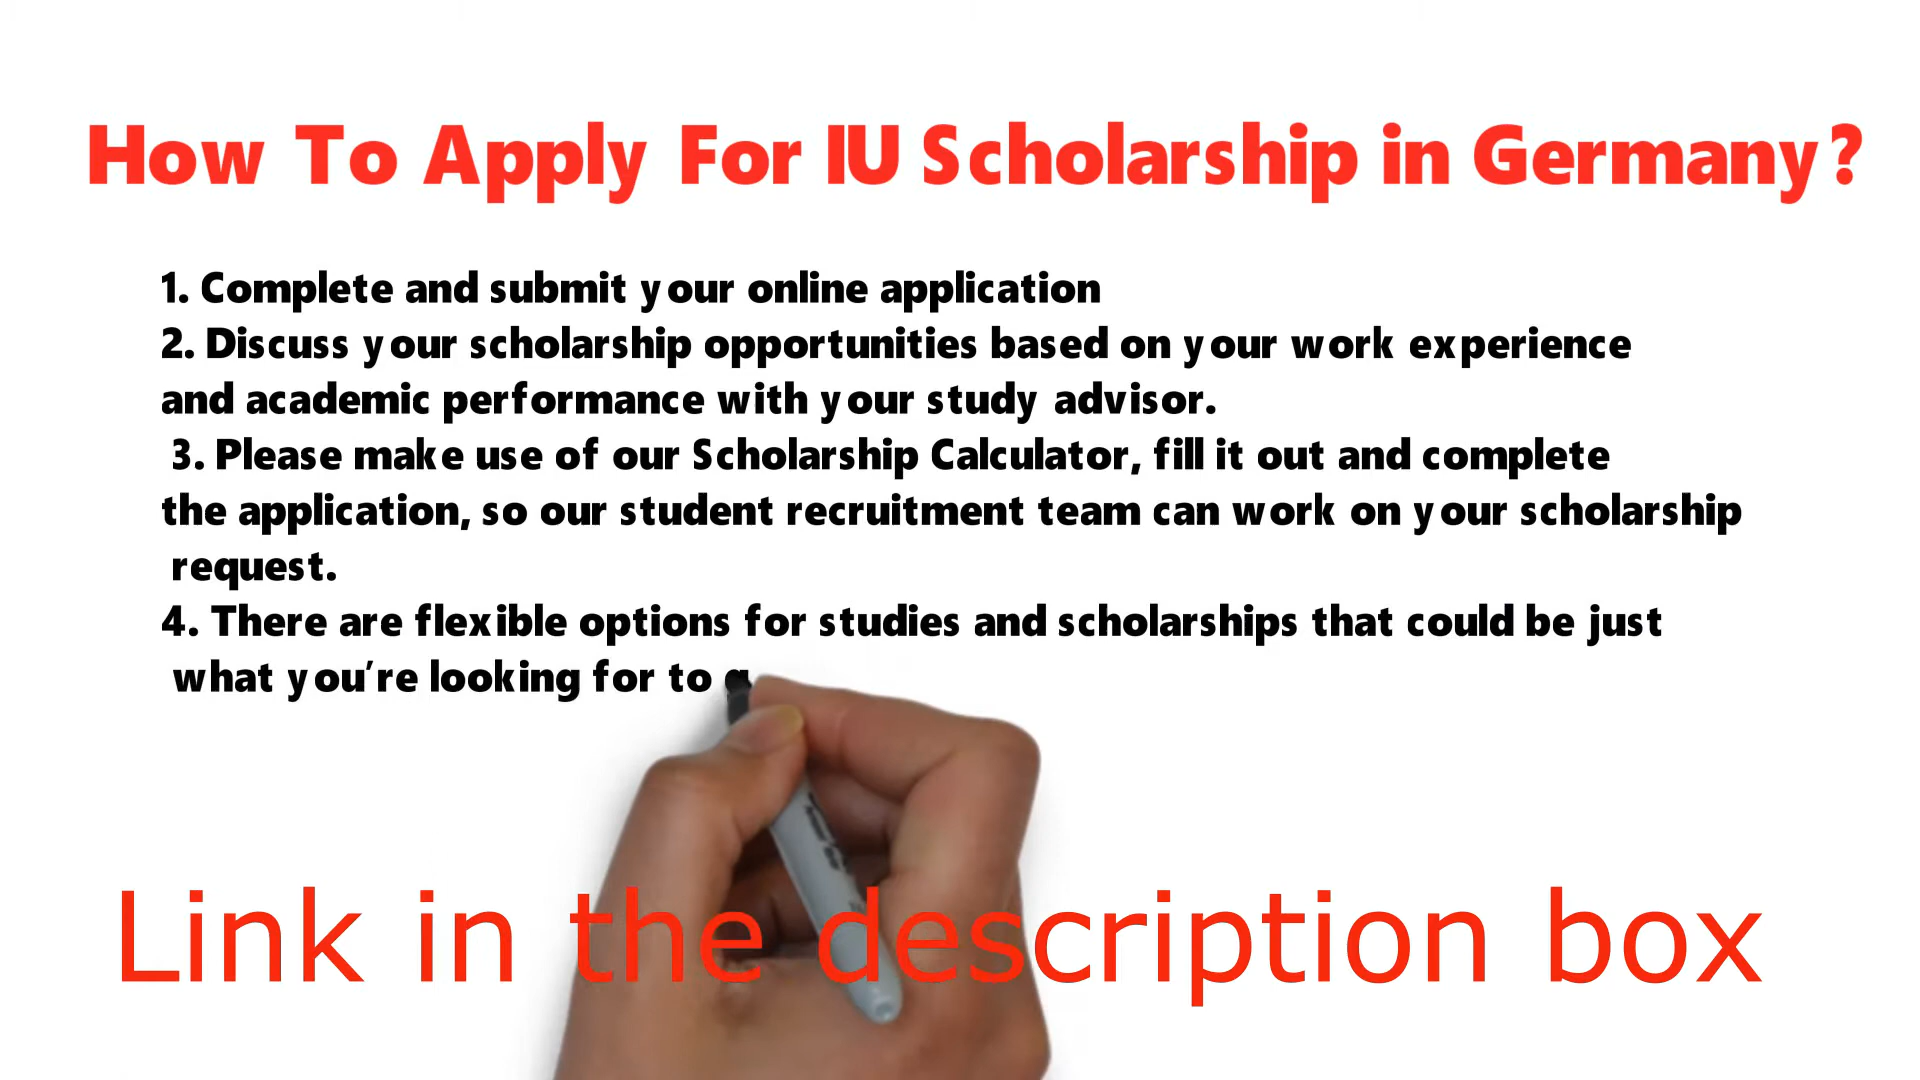 How To Apply For IU Scholarship in Germany?
1. Complete and submit your online application
2. Discuss your scholarship opportunities based on your work experience
and academic performance with your study advisor.
3. Please make use of our Scholarship Calculator, fill it out and complete
the application, so our student recruitment team can work on your scholarship
request.
4. There are flexible options for studies and scholarships that could be just
what you're looking for to
Link in the description box